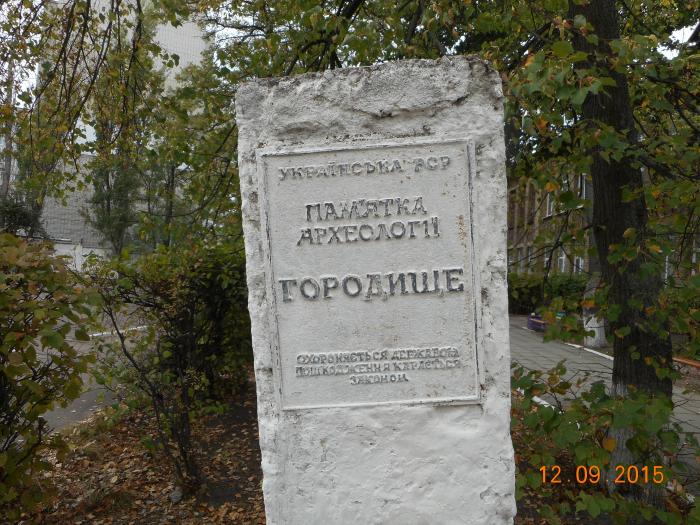 УКРАЇНСЬКА РСР
ПАМ'ЯТКА
АРХЕОЛОГІЇ
ГОРОДИЩЕ
ОХОРОНЯЄТЬСЯ ДЕРЖАВОЮ
ПОШКОДЖЕННЯ КАРАЄТЬСЯ
ЗАКОНОМ
12.09.2015